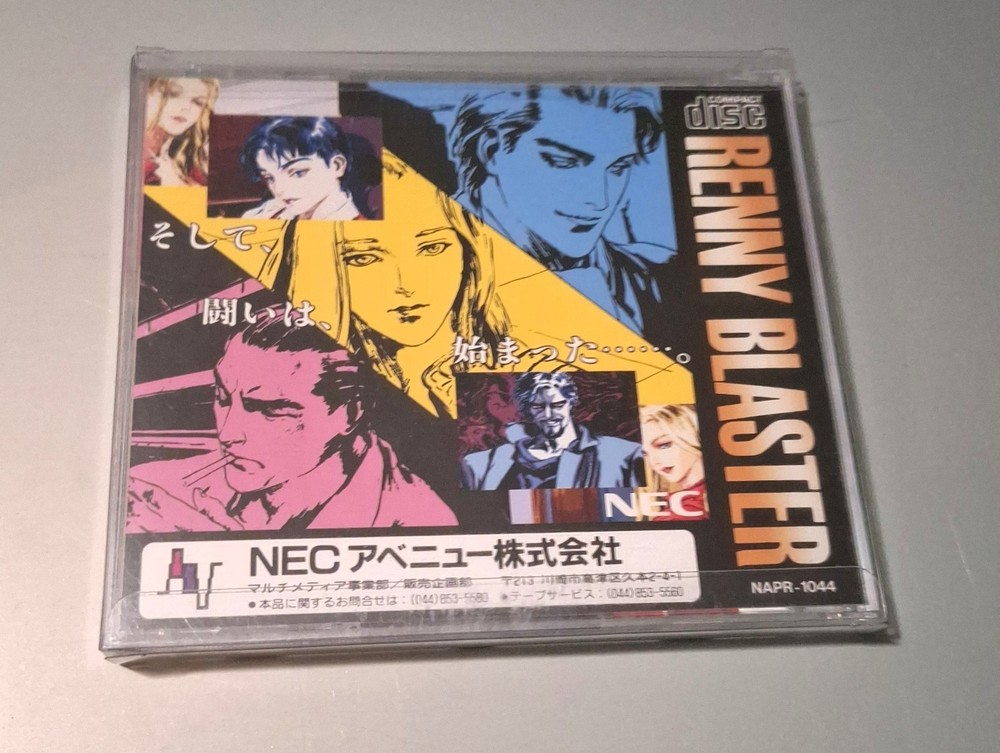 COMPACT
disc
RENNY BLASTER
そして、
闘いは、
始まった……。
NEC
NECアベニュー株式会社
マルチメディア事業部/販売企画部 〒213 川崎市高津区久本2-4-1
●本品に関するお問合せは:(044)853-5580 ●テープサービス:(044)853-5560
NAPR-1044